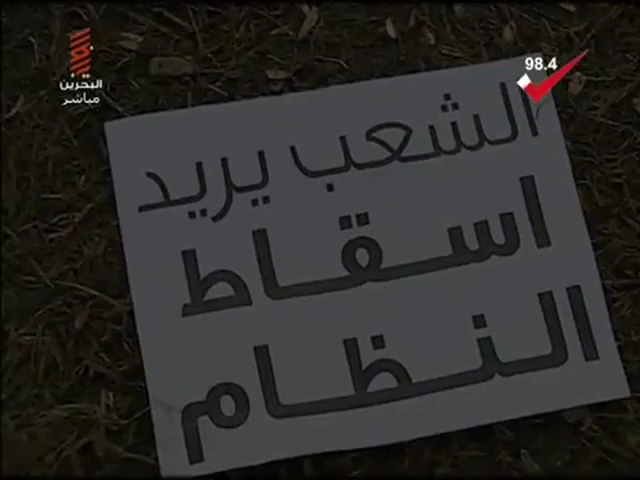 98.4
البحرين
مباشر
الشعب يريد
اسقاط
النظام